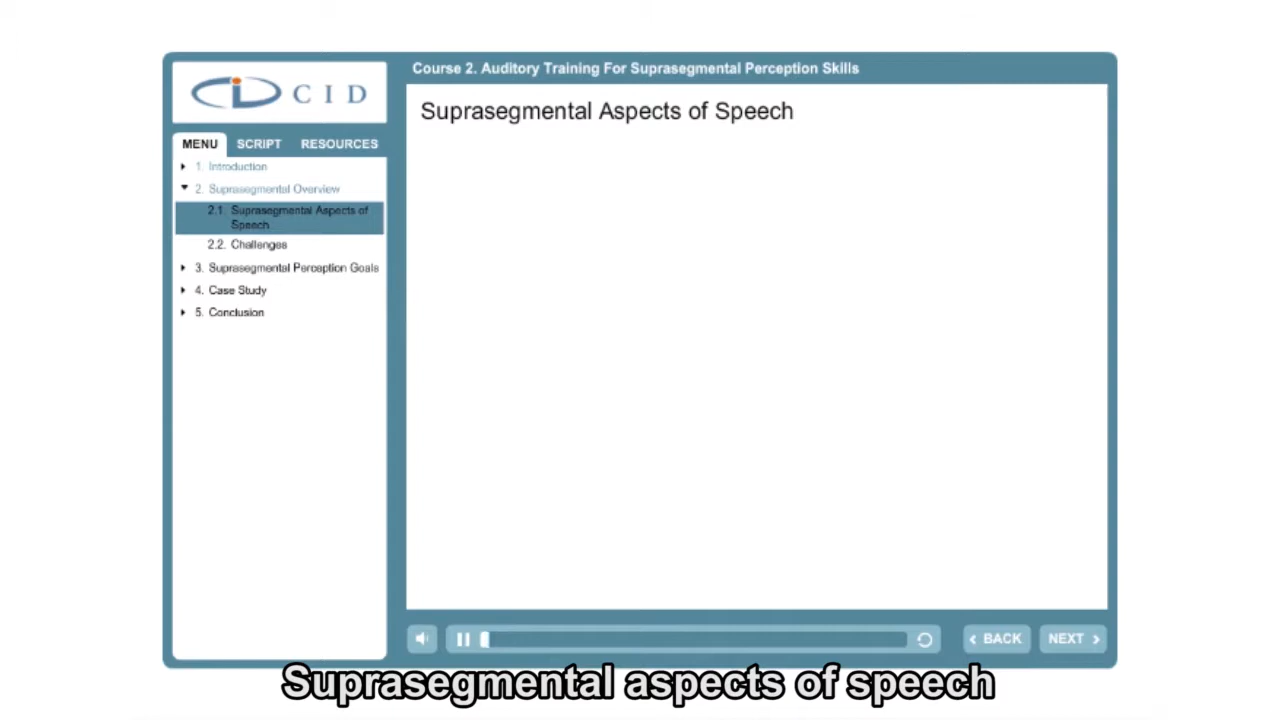 Course 2. Auditory Training For Suprasegmental Perception Skills
CID
MENU SCRIPT RESOURCES
1. Introduction
2. Suprasegmental Overview
2.1. Suprasegmental Aspects of
Speech
2.2. Challenges
3. Suprasegmental Perception Goals
4. Case Study
5. Conclusion
Suprasegmental Aspects of Speech
BACK NEXT
Suprasegmental aspects of speech